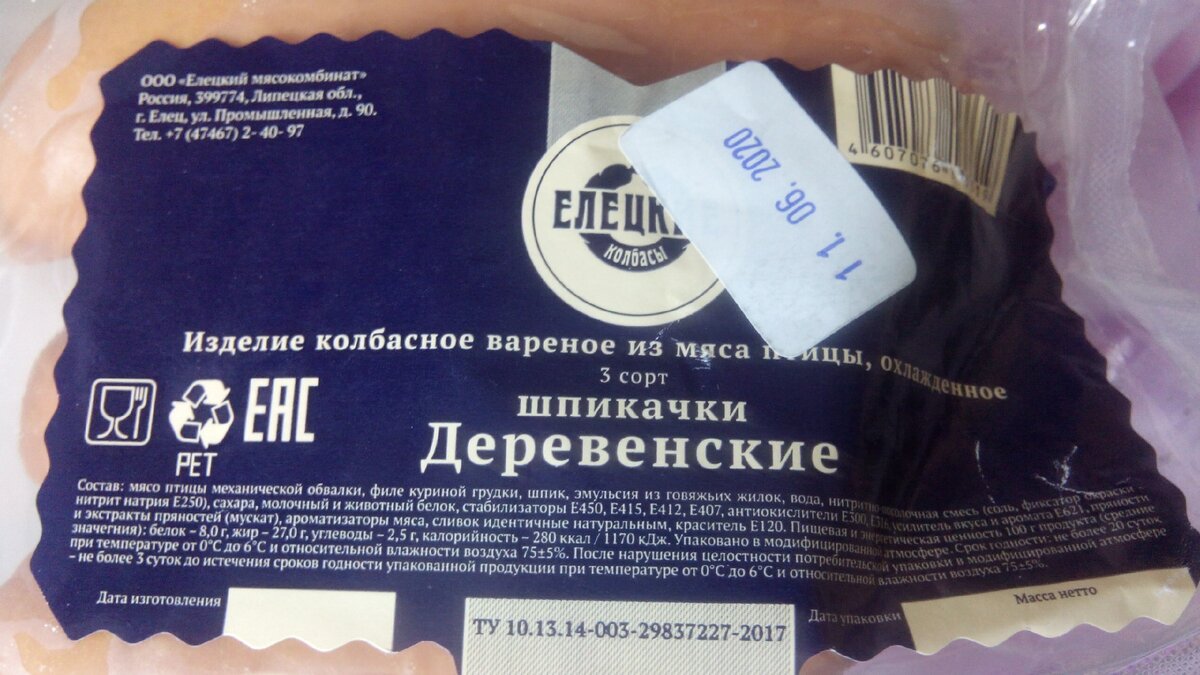 ООО «Елецкий мясокомбинат»
Россия, 399774, Липецкая обл.,
г. Елец, ул. Промышленная, д. 90.
Тел. +7 (47467) 2- 40- 97
11. 06. 2020
4 607076
колбасы
Изделие колбасное вареное из мяса птицы, охлажденное
3 сорт
шпикачки
Деревенские
EAC
PET
Состав: мясо птицы механической обвалки, филе куриной грудки, шпик, эмульсия из говяжьих жилок, вода, смесь (соль, фиксатор окраски
нитрит натрия Е250), сахара, молочный и животный белок, стабилизаторы Е450, Е415, Е412, Е407, антиокислители Е300, усилитель вкуса и аромата Е621, пряности
и экстракты пряностей (мускат), ароматизаторы мяса, сливок идентичные натуральным, краситель Е120. Пищевая и энергетическая ценность 100 г продукта (средние
значегния): белок – 8,0 г, жир – 27,0 г, углеводы – 2,5 г, калорийность – 280 ккал / 1170 кДж. Упаковано в модифицированной атмосфере. Срок годности: не более 20 суток
при температуре от 0°С до 6°С и относительной влажности воздуха 75±5%. После нарушения целостности потребительской упаковки в модифицированной атмосфере
- не более 3 суток до истечения сроков годности упакованной продукции при температуре от 0°С до 6°С и относительной влажности воздуха 75±5%.
Дата изготовления
ТУ 10.13.14-003-29837227-2017
Дата упаковки
Масса нетто